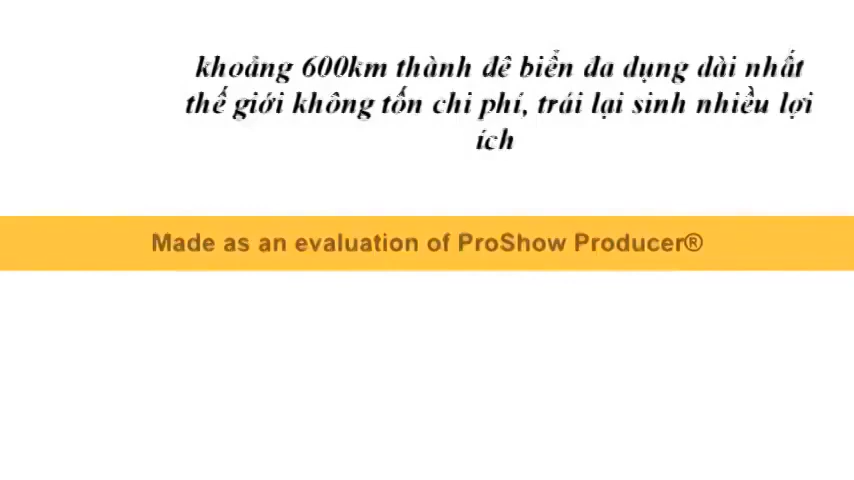 khoảng 600km thành đê biển đa dụng dài nhất
thế giới không tốn chi phí, trái lại sinh nhiều lợi
ích
Made as an evaluation of ProShow Producer®